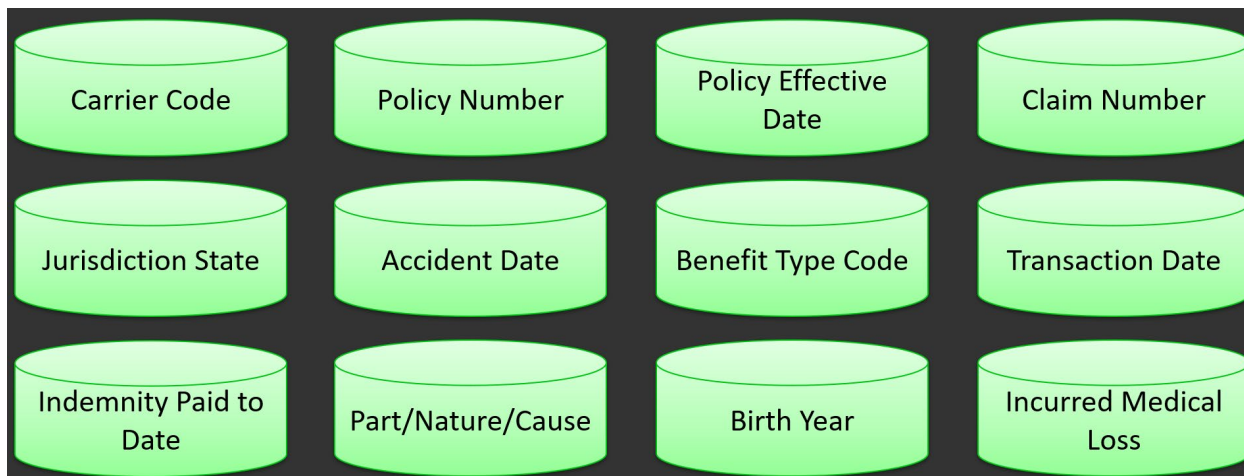 Carrier Code
Policy Number
Policy Effective
Date
Claim Number
Jurisdiction State
Accident Date
Benefit Type Code
Transaction Date
Indemnity Paid to
Date
Part/Nature/Cause
Birth Year
Incurred Medical
Loss